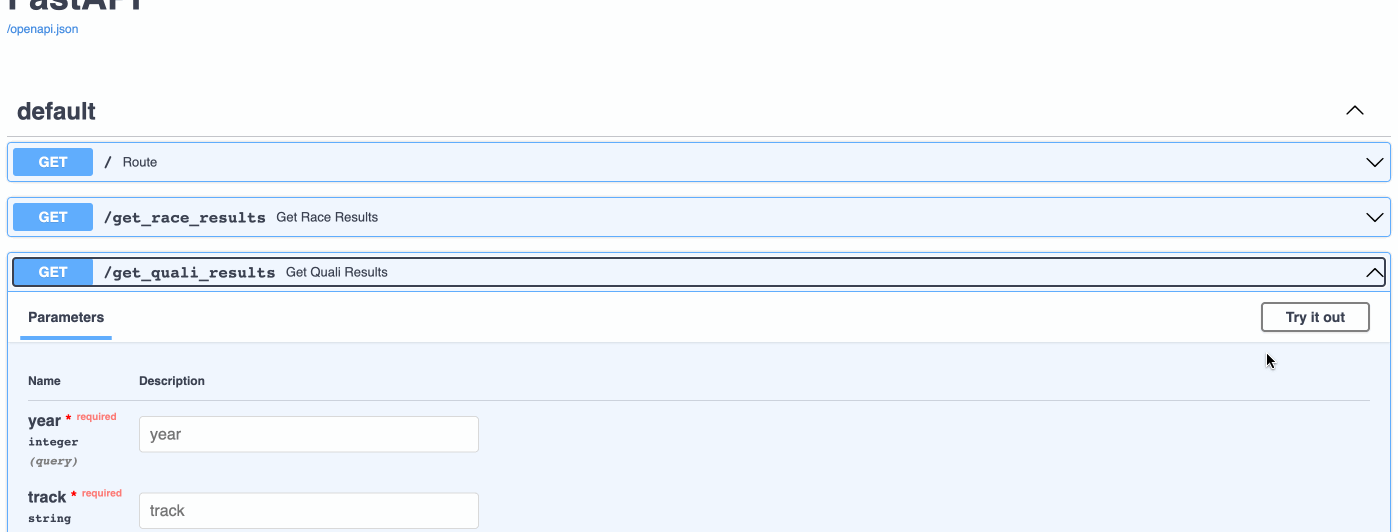 FastAPI
/openapi.json
default
GET / Route
GET /get_race_results Get Race Results
GET /get_quali_results Get Quali Results
Parameters Try it out
Name Description
year * required
year
integer
(query)
track * required
track
string